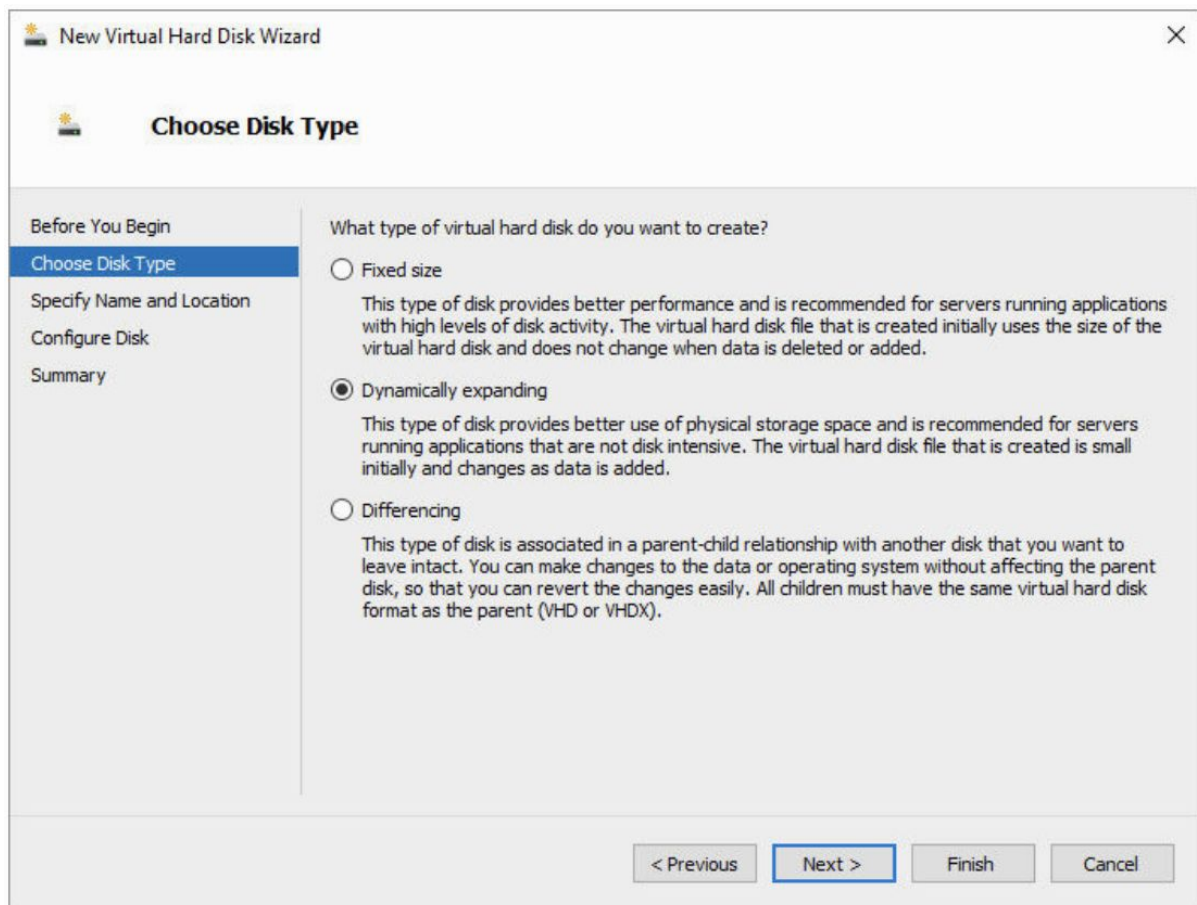 New Virtual Hard Disk Wizard
Choose Disk Type
Before You Begin
Choose Disk Type
Specify Name and Location
Configure Disk
Summary
What type of virtual hard disk do you want to create?
Fixed size
This type of disk provides better performance and is recommended for servers running applications
with high levels of disk activity. The virtual hard disk file that is created initially uses the size of the
virtual hard disk and does not change when data is deleted or added.
Dynamically expanding
This type of disk provides better use of physical storage space and is recommended for servers
running applications that are not disk intensive. The virtual hard disk file that is created is small
initially and changes as data is added.
Differencing
This type of disk is associated in a parent-child relationship with another disk that you want to
leave intact. You can make changes to the data or operating system without affecting the parent
disk, so that you can revert the changes easily. All children must have the same virtual hard disk
format as the parent (VHD or VHDX).
< Previous
Next >
Finish
Cancel